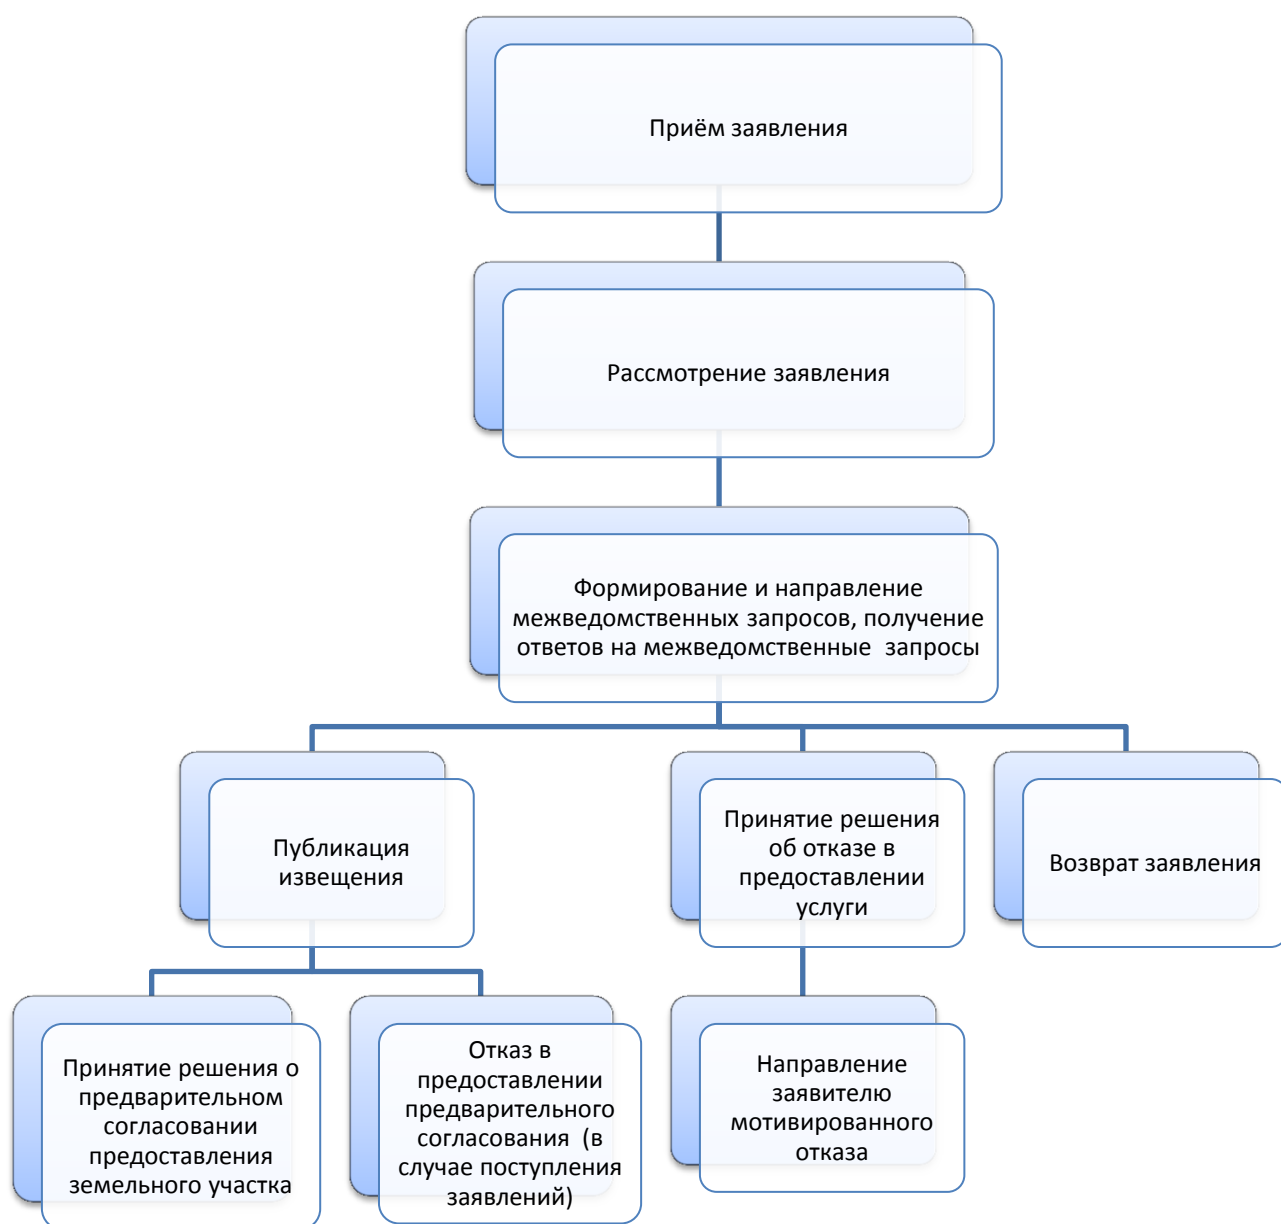 Приём заявления
Рассмотрение заявления
Формирование и направление
межведомственных запросов, получение
ответов на межведомственные  запросы
Публикация
извещения
Принятие решения
об отказе в
предоставлении
услуги
Возврат заявления
Принятие решения о
предварительном
согласовании
предоставления
земельного участка
Отказ в
предоставлении
предварительного
согласования  (в
случае поступления
заявлений)
Направление
заявителю
мотивированного
отказа